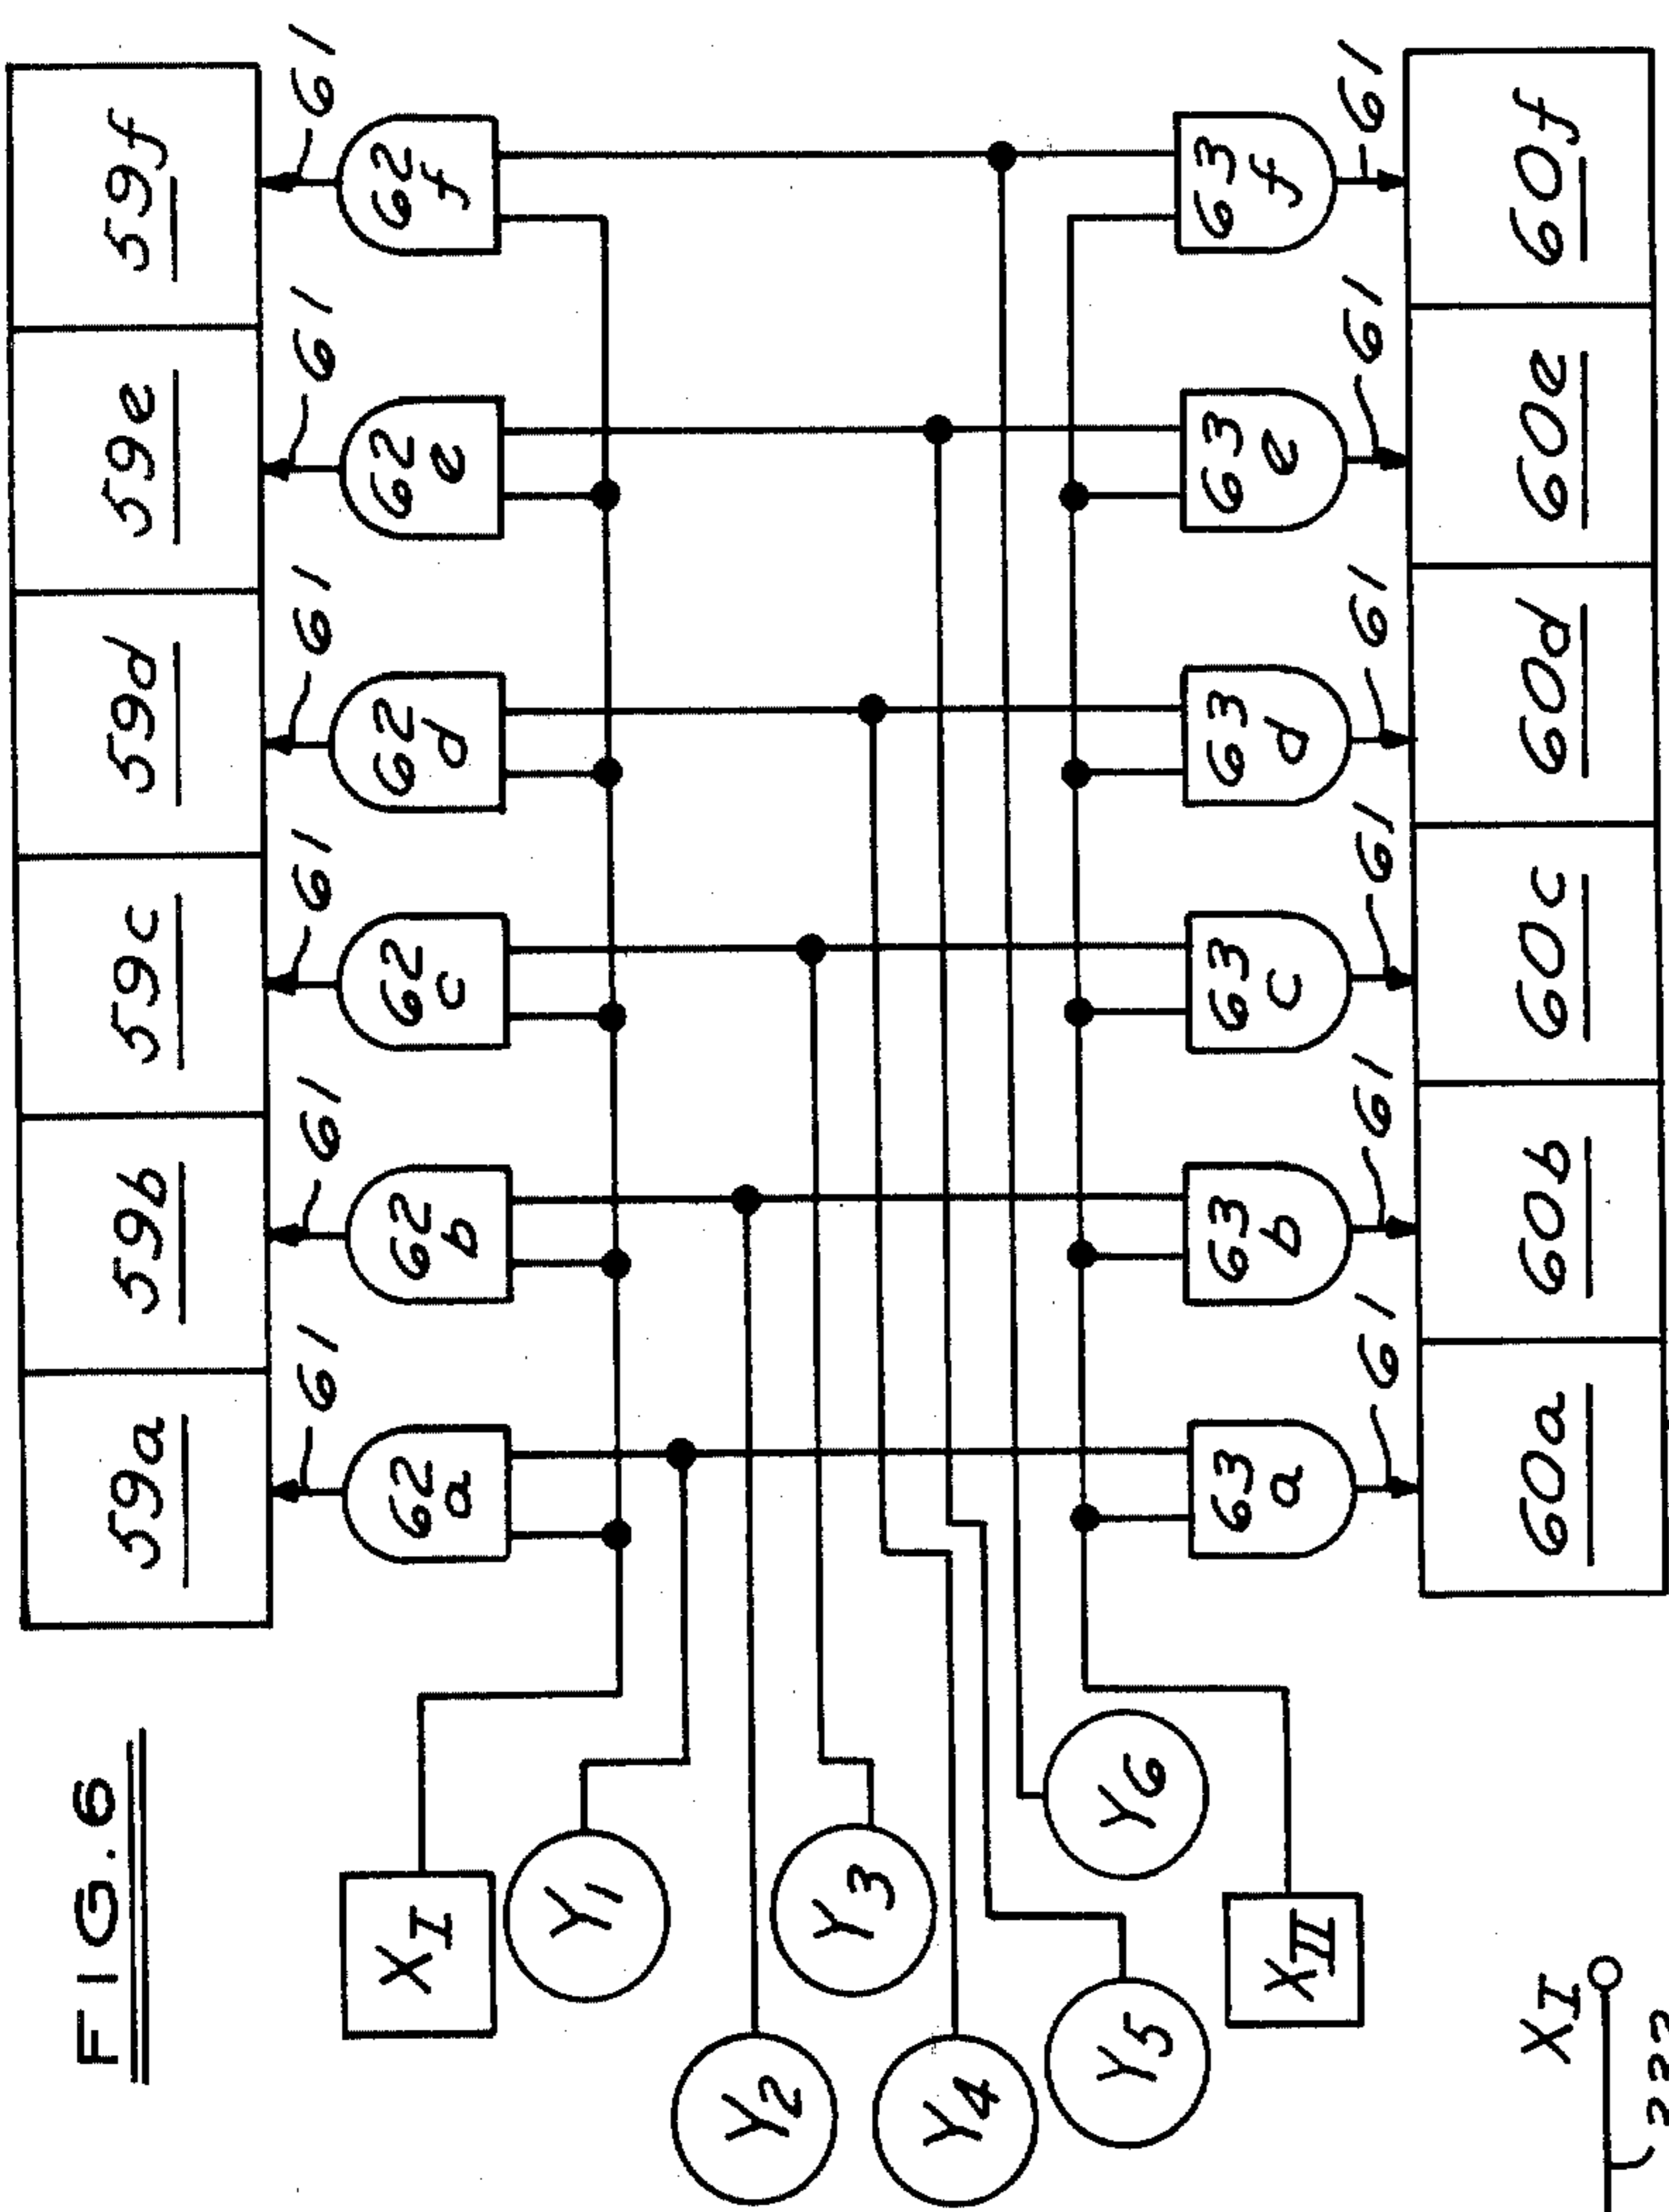 FIG. 6
59a 59b 59c 59d 59e 59f
61 61 61 61 61 61
62a 62b 62c 62d 62e 62f
XI
Y1
Y2
Y3
Y4
Y5
Y6
XII
63a 63b 63c 63d 63e 63f
61 61 61 61 61 61
60a 60b 60c 60d 60e 60f
XI